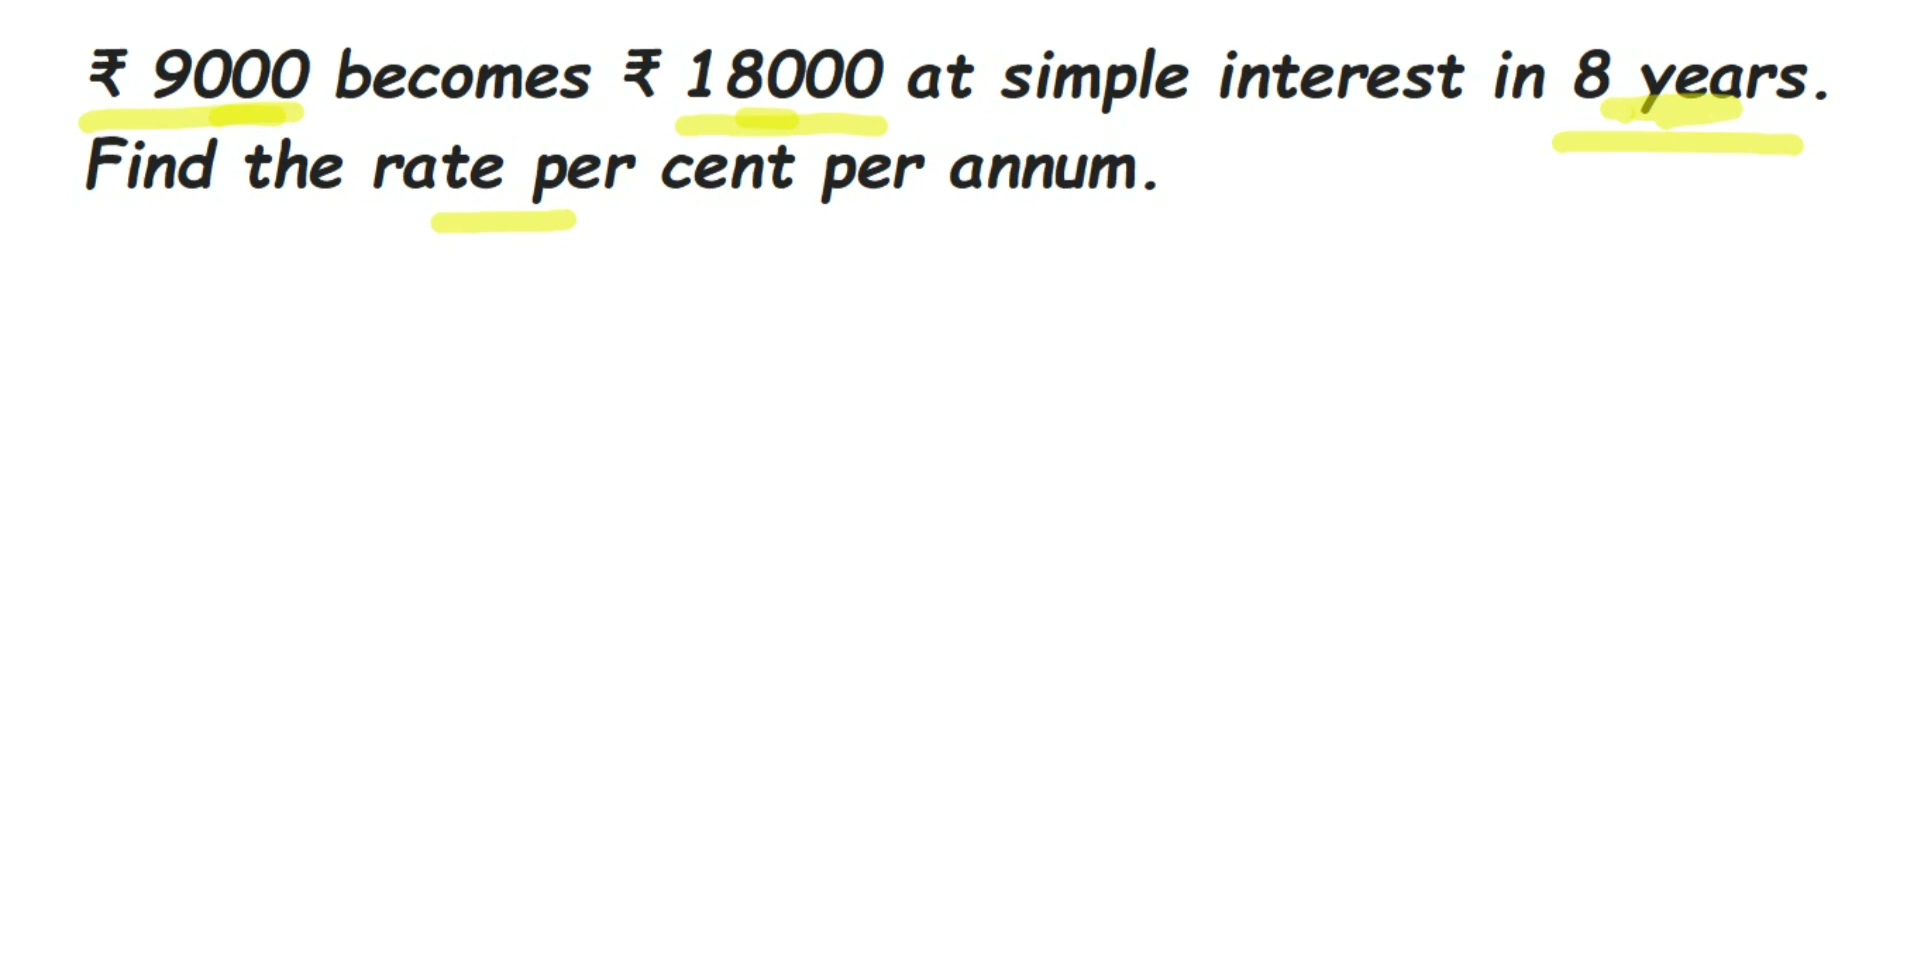 ₹ 9000 becomes ₹ 18000 at simple interest in 8 years.
Find the rate per cent per annum.